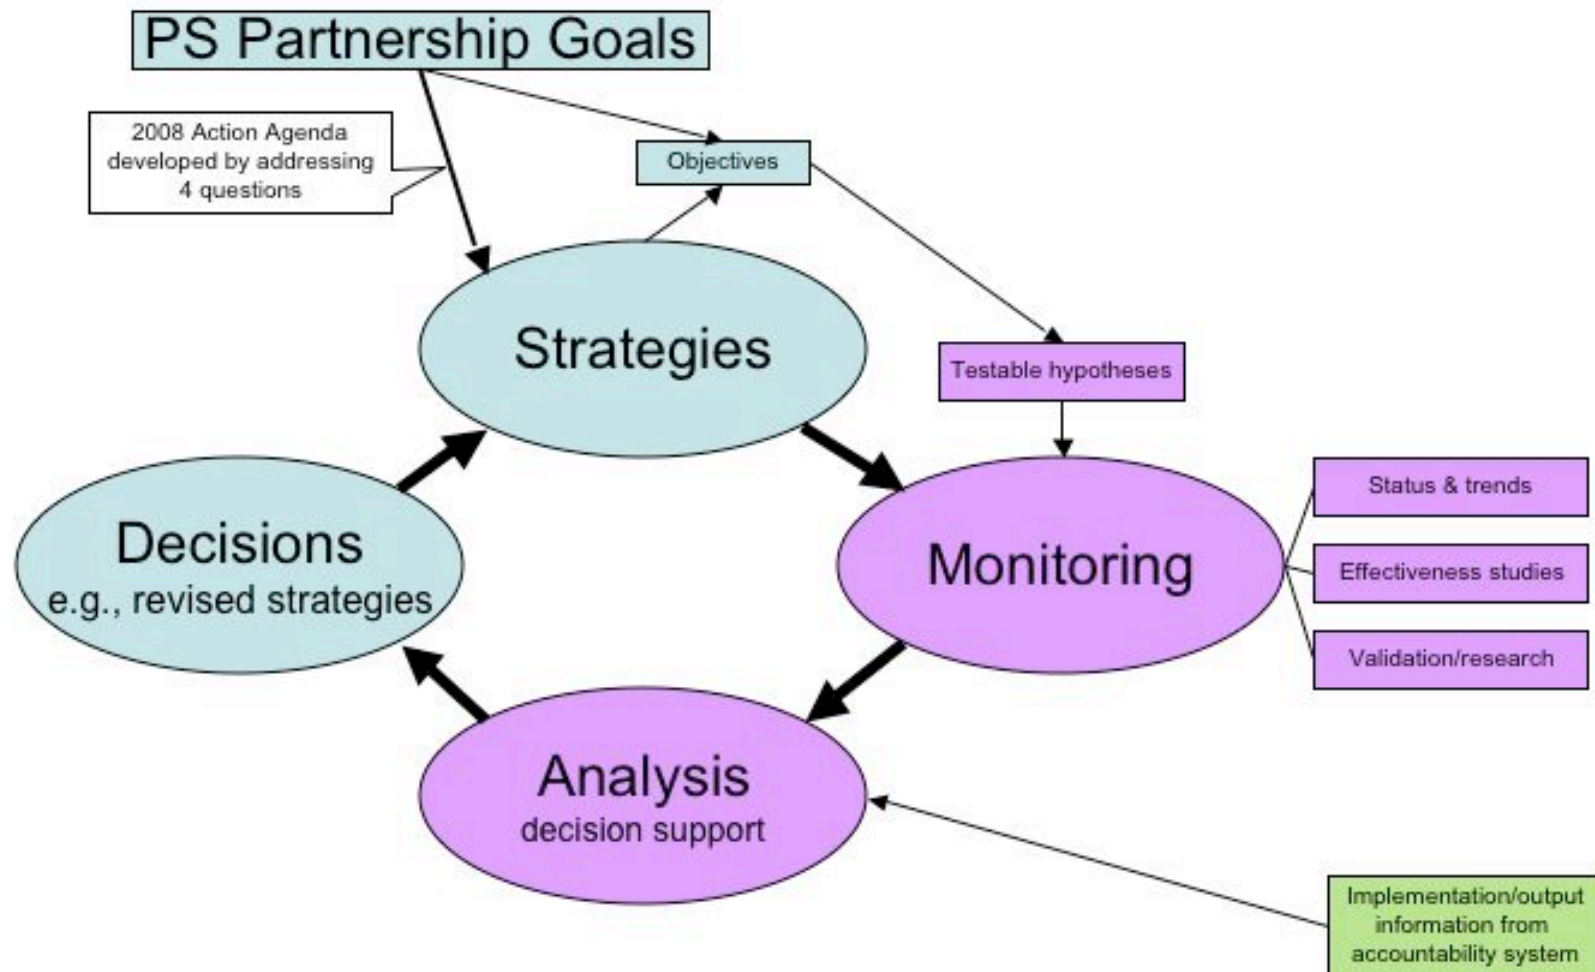 PS Partnership Goals
2008 Action Agenda
developed by addressing
4 questions
Objectives
Strategies
Testable hypotheses
Decisions
e.g., revised strategies
Monitoring
Status & trends
Effectiveness studies
Validation/research
Analysis
decision support
Implementation/output
information from
accountability system